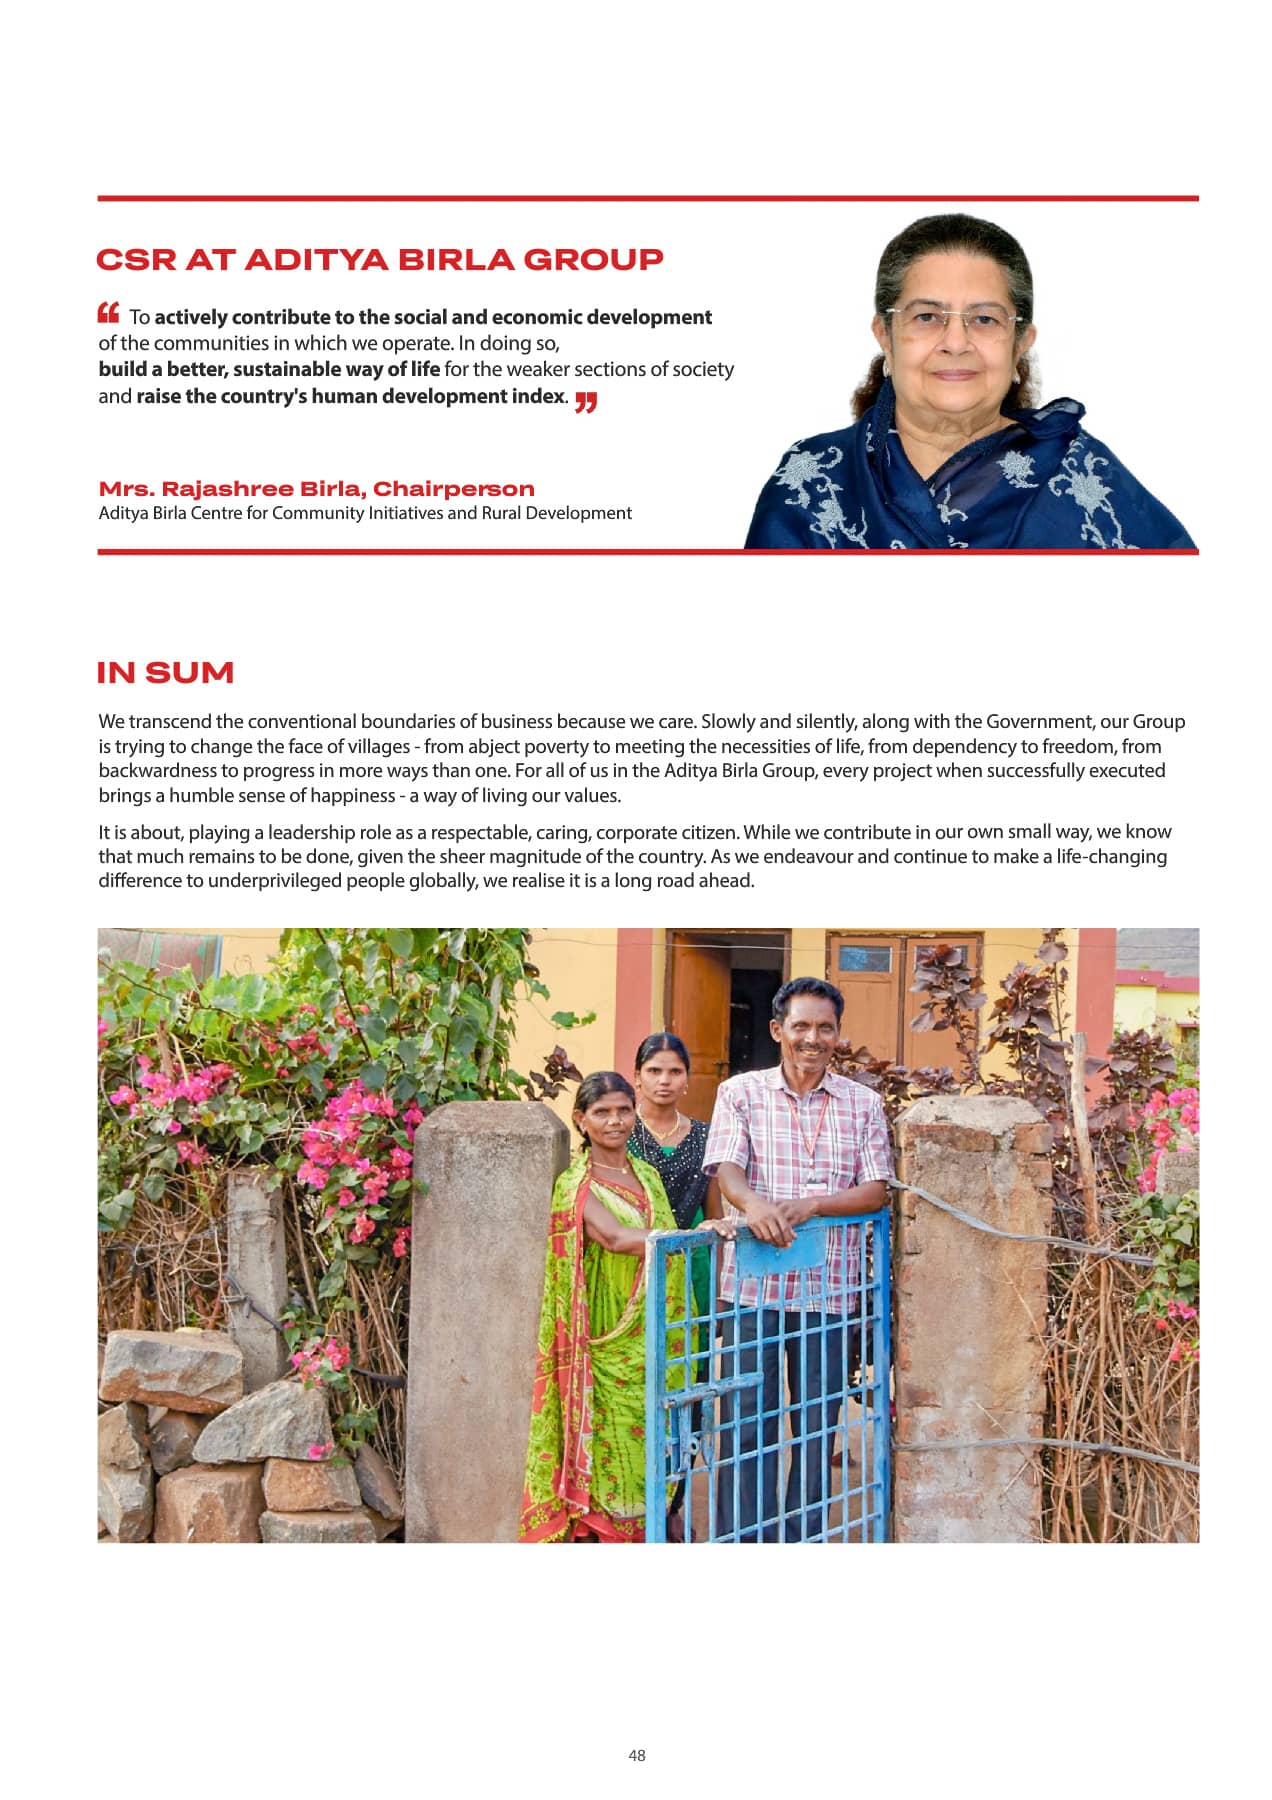 CSR AT ADITYA BIRLA GROUP
“ To actively contribute to the social and economic development
of the communities in which we operate. In doing so,
build a better, sustainable way of life for the weaker sections of society
and raise the country's human development index. ”
Mrs. Rajashree Birla, Chairperson
Aditya Birla Centre for Community Initiatives and Rural Development
IN SUM
We transcend the conventional boundaries of business because we care. Slowly and silently, along with the Government, our Group
is trying to change the face of villages - from abject poverty to meeting the necessities of life, from dependency to freedom, from
backwardness to progress in more ways than one. For all of us in the Aditya Birla Group, every project when successfully executed
brings a humble sense of happiness - a way of living our values.
It is about, playing a leadership role as a respectable, caring, corporate citizen. While we contribute in our own small way, we know
that much remains to be done, given the sheer magnitude of the country. As we endeavour and continue to make a life-changing
difference to underprivileged people globally, we realise it is a long road ahead.
48